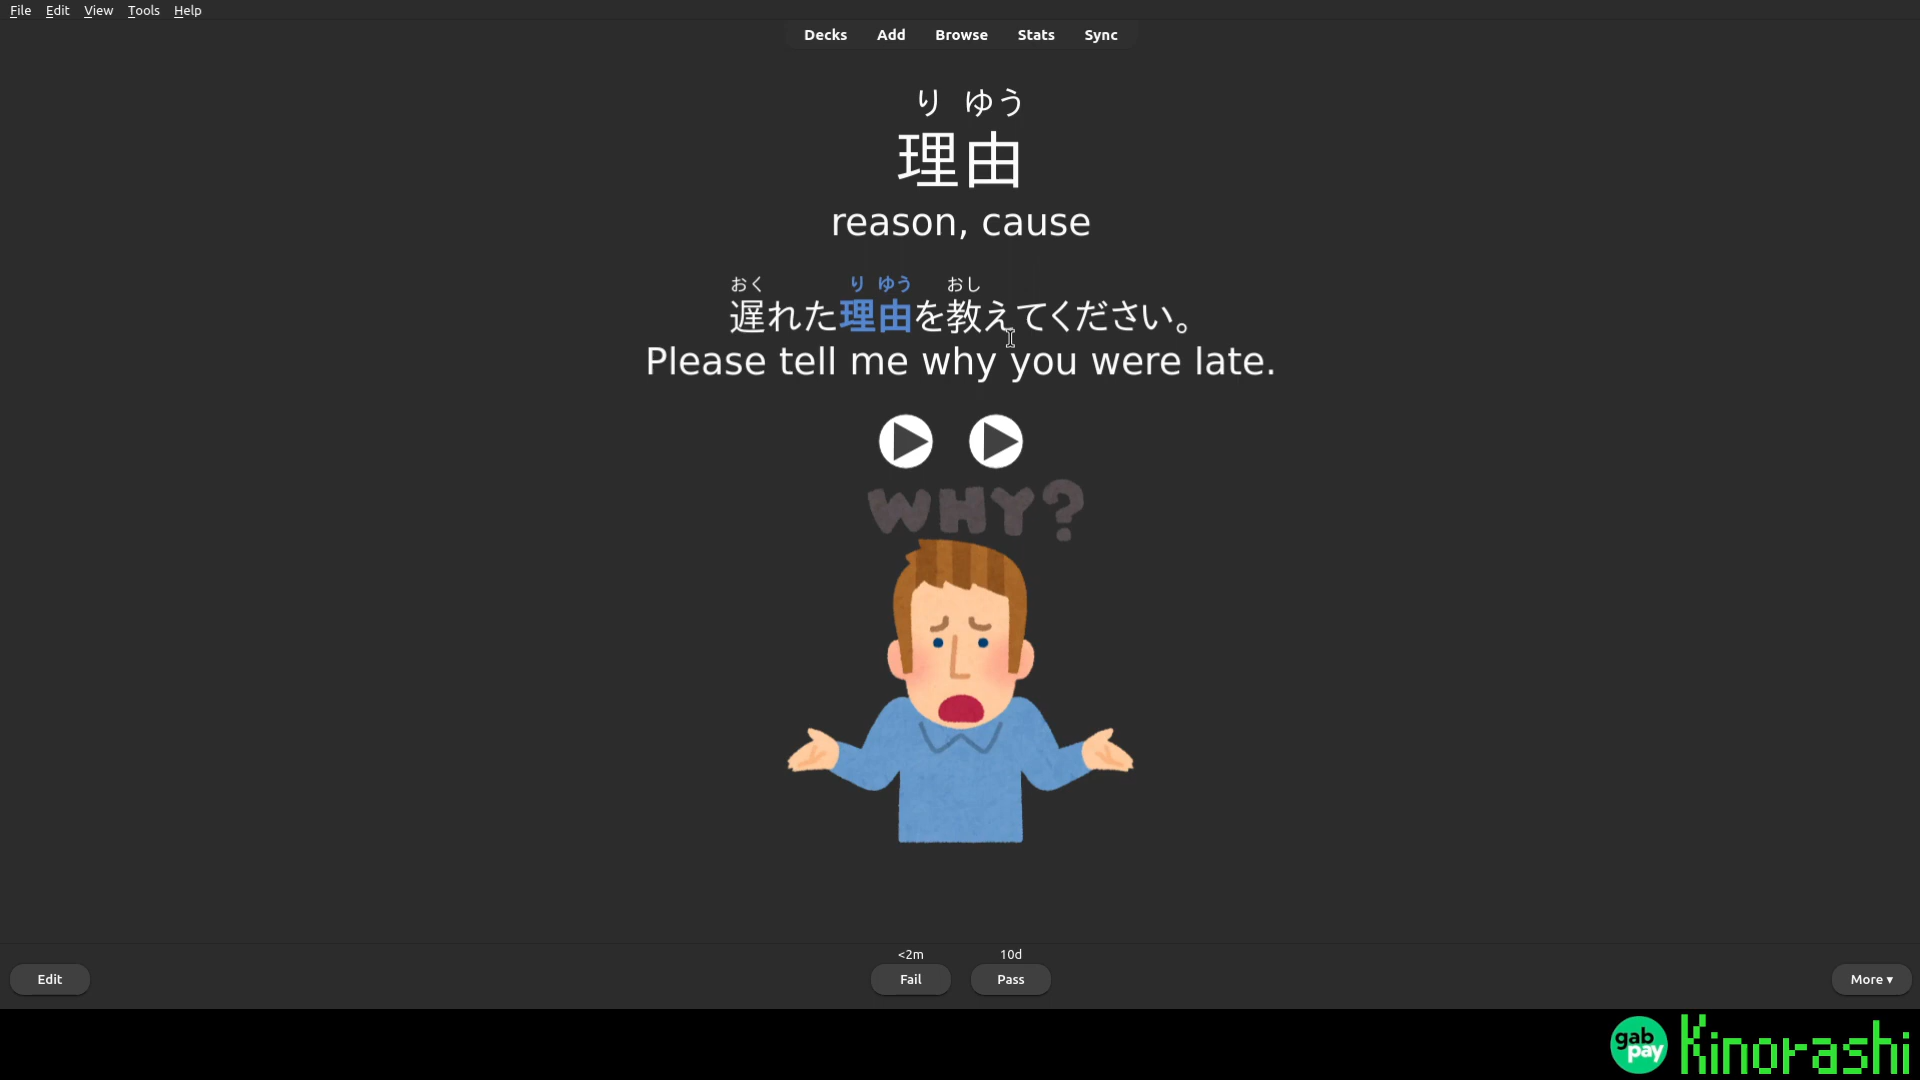 File Edit View Tools Help
Decks Add Browse Stats Sync
り ゆう
理由
reason, cause
おく り ゆう おし
遅れた理由を教えてください。
Please tell me why you were late.
WHY?
<2m 10d
Edit Fail Pass More ▾
gab pay Kinorashi